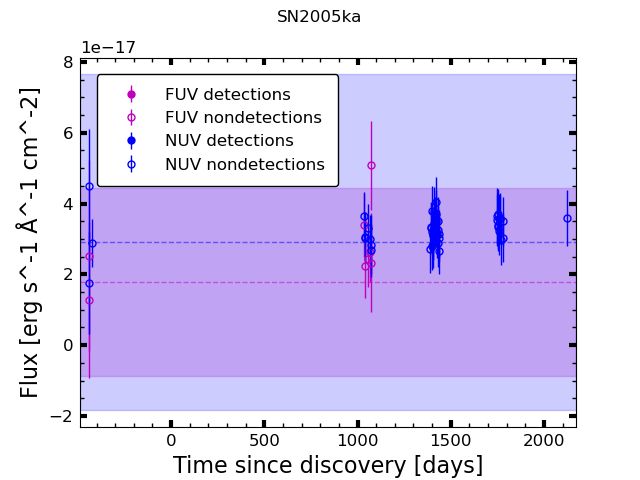 SN2005ka
1e−17
FUV detections
FUV nondetections
NUV detections
NUV nondetections
8
6
4
2
0
−2
0 500 1000 1500 2000
Flux [erg s^-1 Å^-1 cm^-2]
Time since discovery [days]